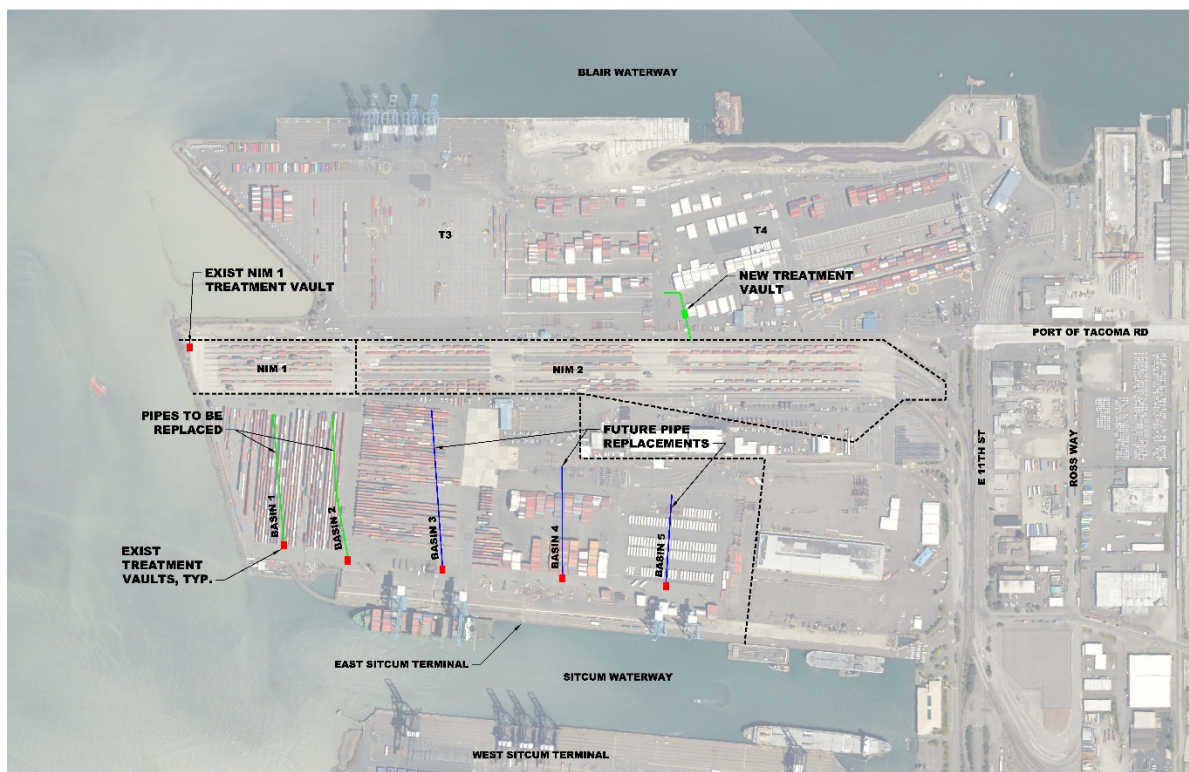 BLAIR WATERWAY
T3
T4
EXIST NIM 1
TREATMENT VAULT
NEW TREATMENT
VAULT
PORT OF TACOMA RD
NIM 1
NIM 2
PIPES TO BE
REPLACED
FUTURE PIPE
REPLACEMENTS
E 11TH ST
ROSS WAY
BASIN 1
BASIN 2
BASIN 3
BASIN 4
BASIN 5
EXIST
TREATMENT
VAULTS, TYP.
EAST SITCUM TERMINAL
SITCUM WATERWAY
WEST SITCUM TERMINAL